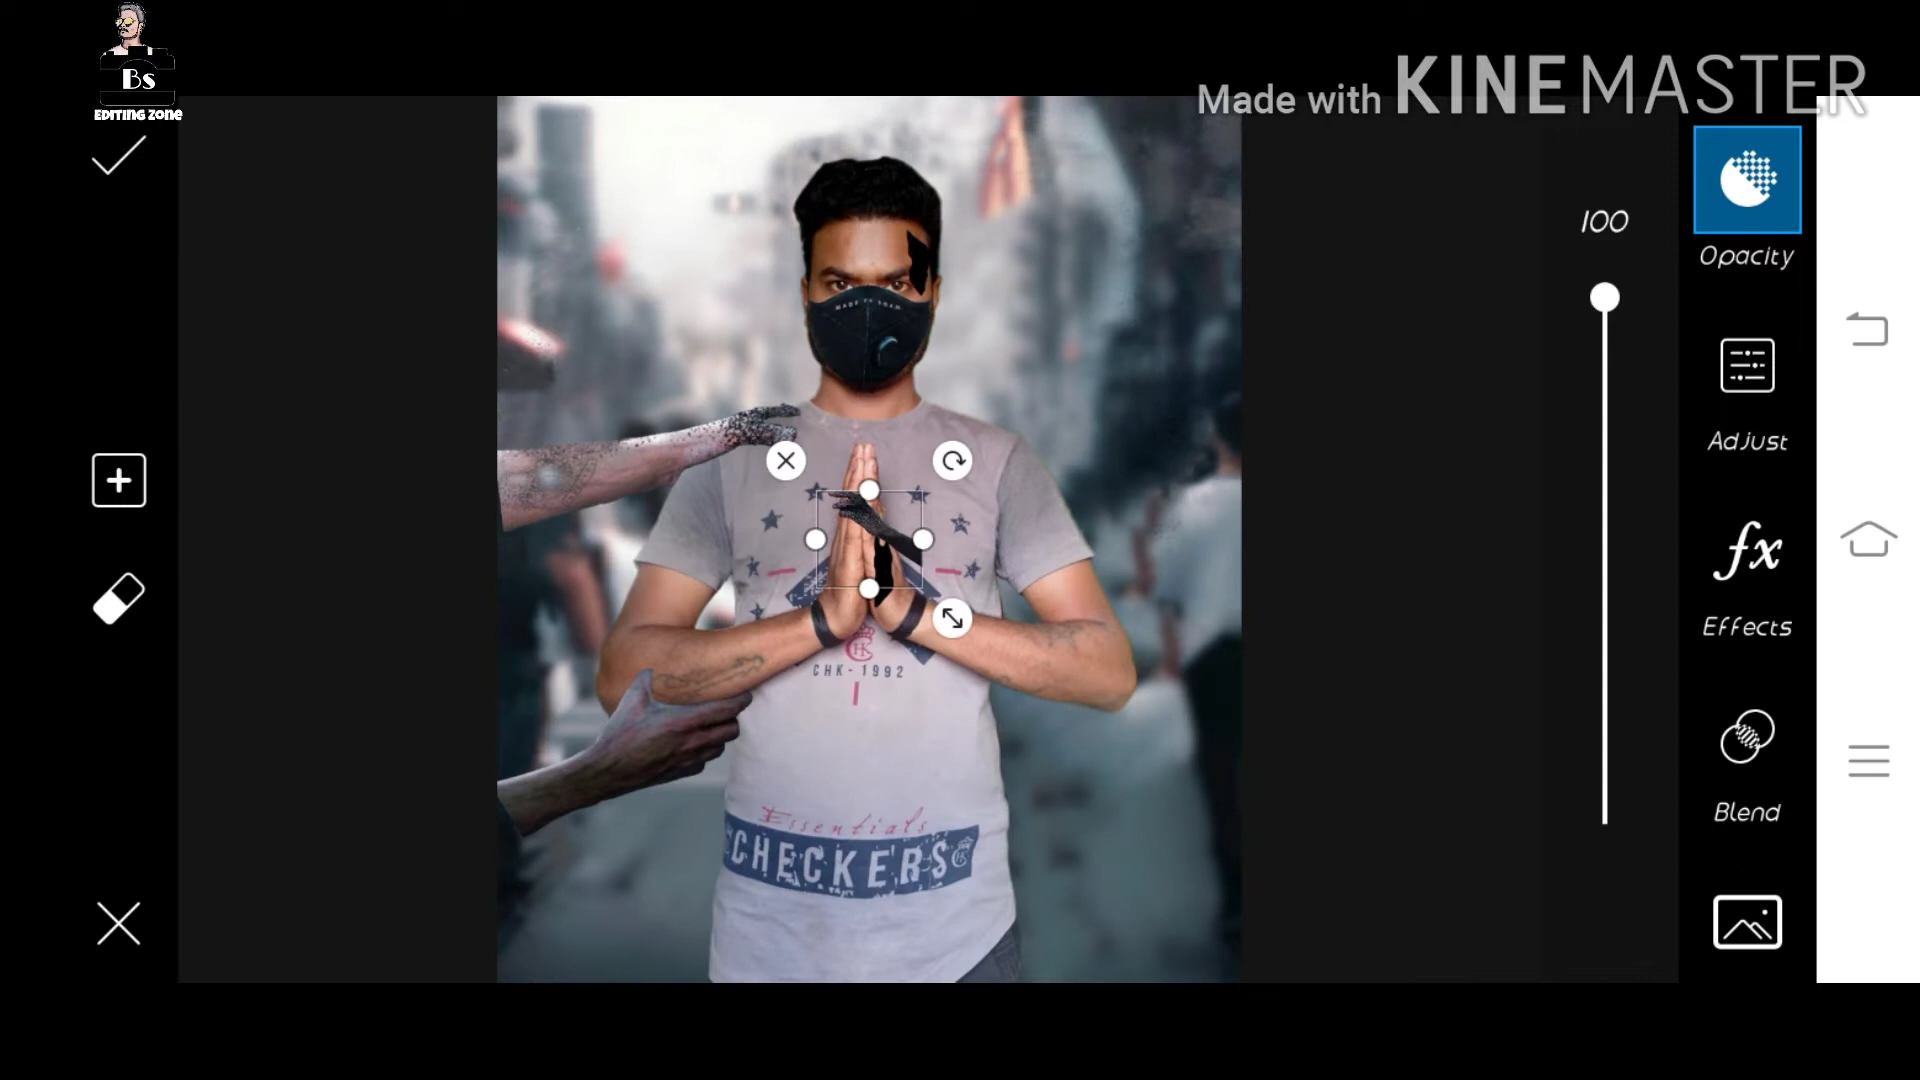 Bs
EDITING ZONE
Made with KINEMASTER
100
Opacity
Adjust
fx
Effects
Blend
CHK-1992
Essentials
CHECKERS